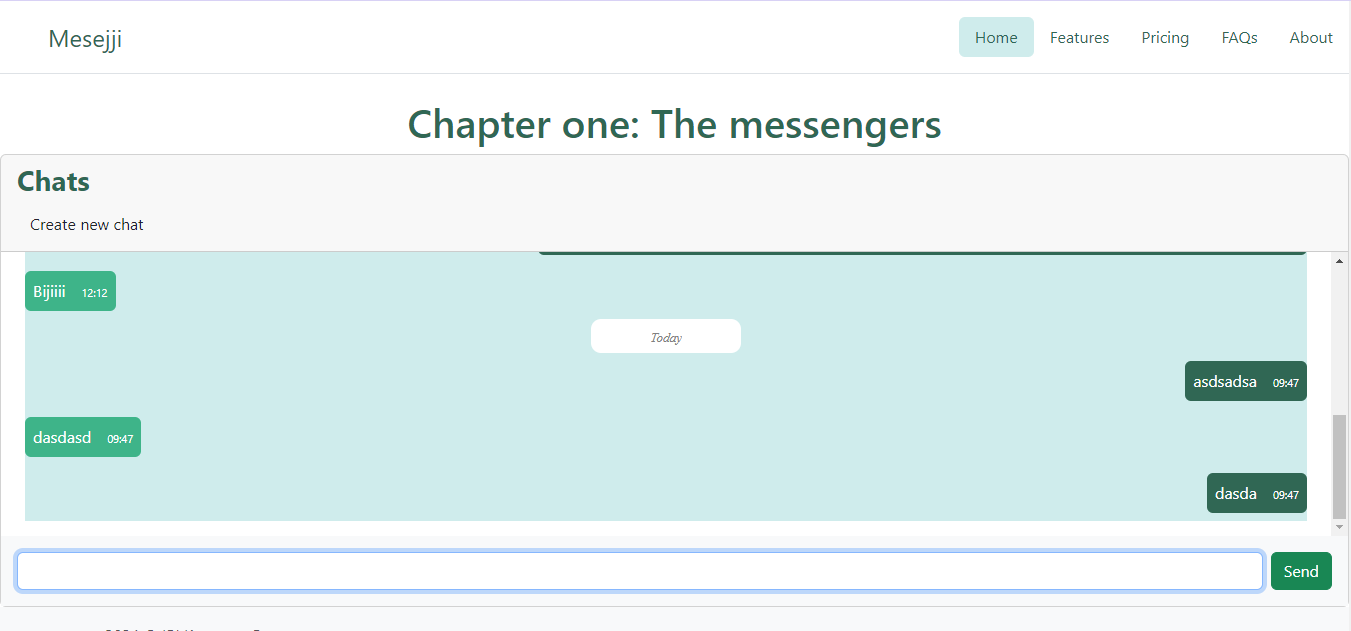 Mesejji
Home Features Pricing FAQs About
Chapter one: The messengers
Chats
Create new chat
Bijiiii 12:12
Today
asdsadsa 09:47
dasdasd 09:47
dasda 09:47
Send